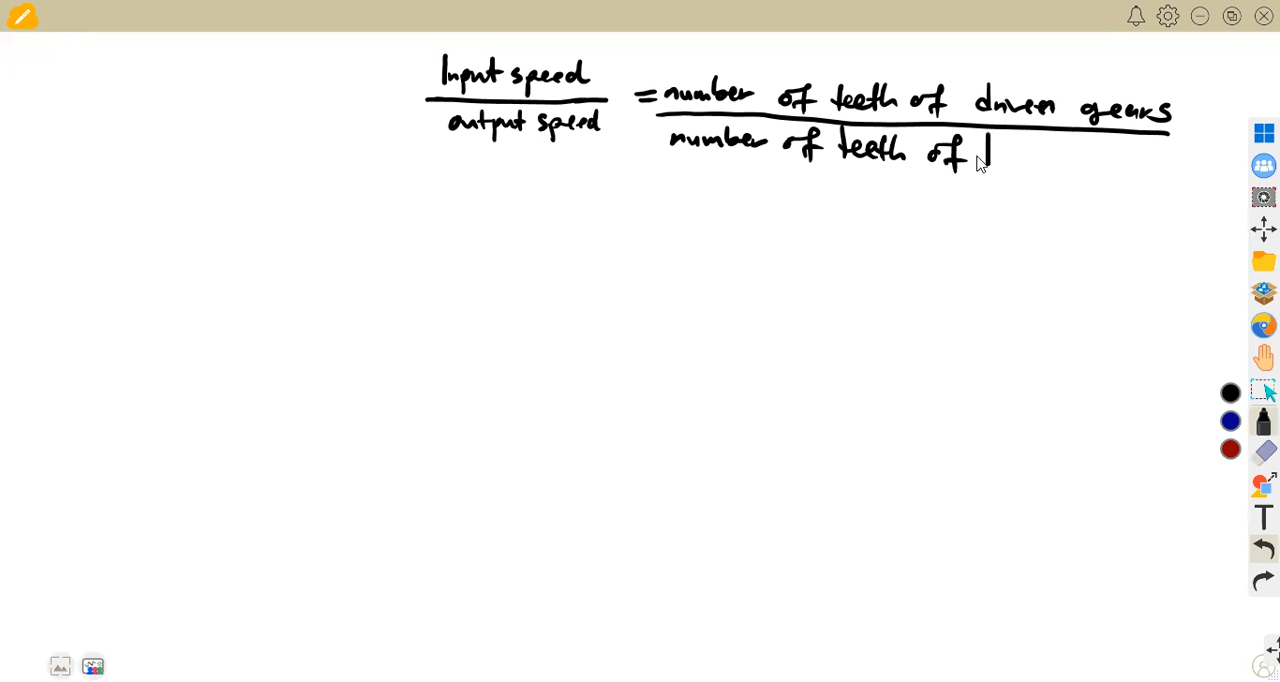 Input speed
output speed
= number of teeth of driven gears
number of teeth of
T